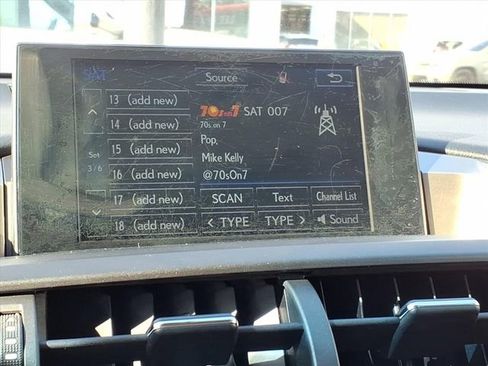 SAT
Source
13 (add new)
14 (add new)
15 (add new)
16 (add new)
17 (add new)
18 (add new)
Set
3/6
70s on 7 SAT 007
70s on 7
Pop,
Mike Kelly
@70sOn7
SCAN Text Channel List
< TYPE TYPE > Sound